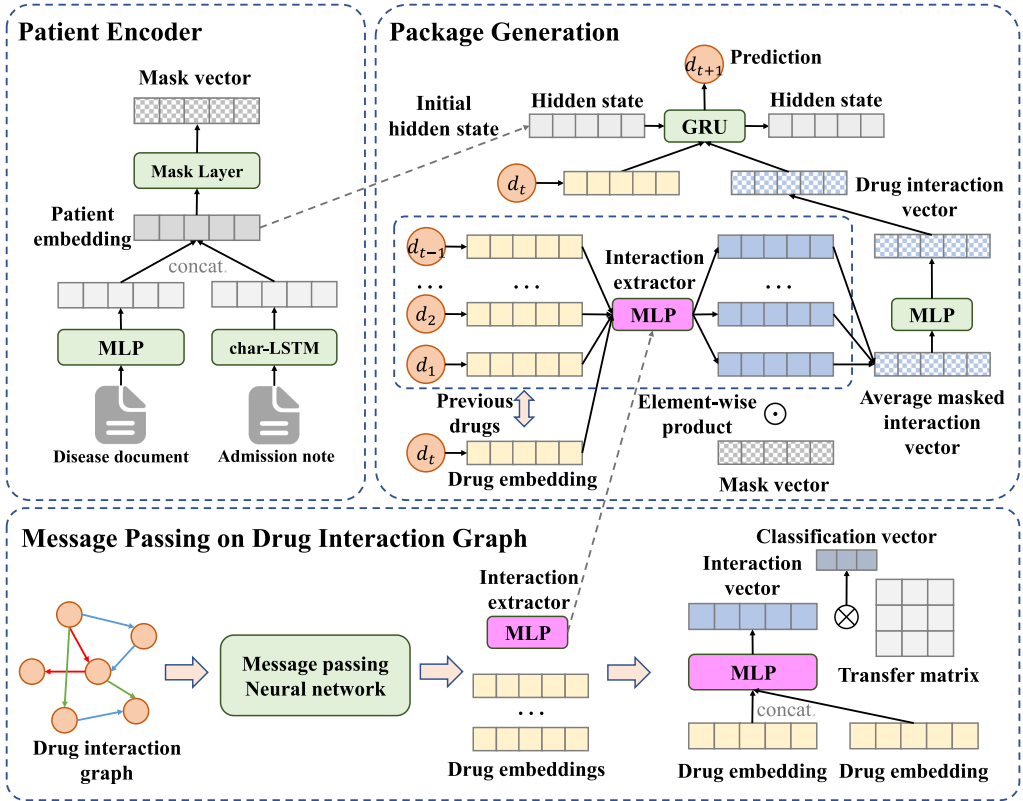 Patient Encoder
Mask vector
Mask Layer
Patient
embedding
concat.
MLP
char-LSTM
Disease document
Admission note
Package Generation
d_{t+1}
Prediction
Initial
hidden state
Hidden state
GRU
Hidden state
d_t
Drug interaction
vector
d_{t-1}
...
...
d_2
d_1
Interaction
extractor
MLP
...
MLP
Previous
drugs
Element-wise
product
Average masked
interaction
vector
d_t
Drug embedding
Mask vector
Message Passing on Drug Interaction Graph
Drug interaction
graph
Message passing
Neural network
Interaction
extractor
MLP
...
Drug embeddings
Classification vector
Interaction
vector
Transfer matrix
MLP
concat.
Drug embedding
Drug embedding